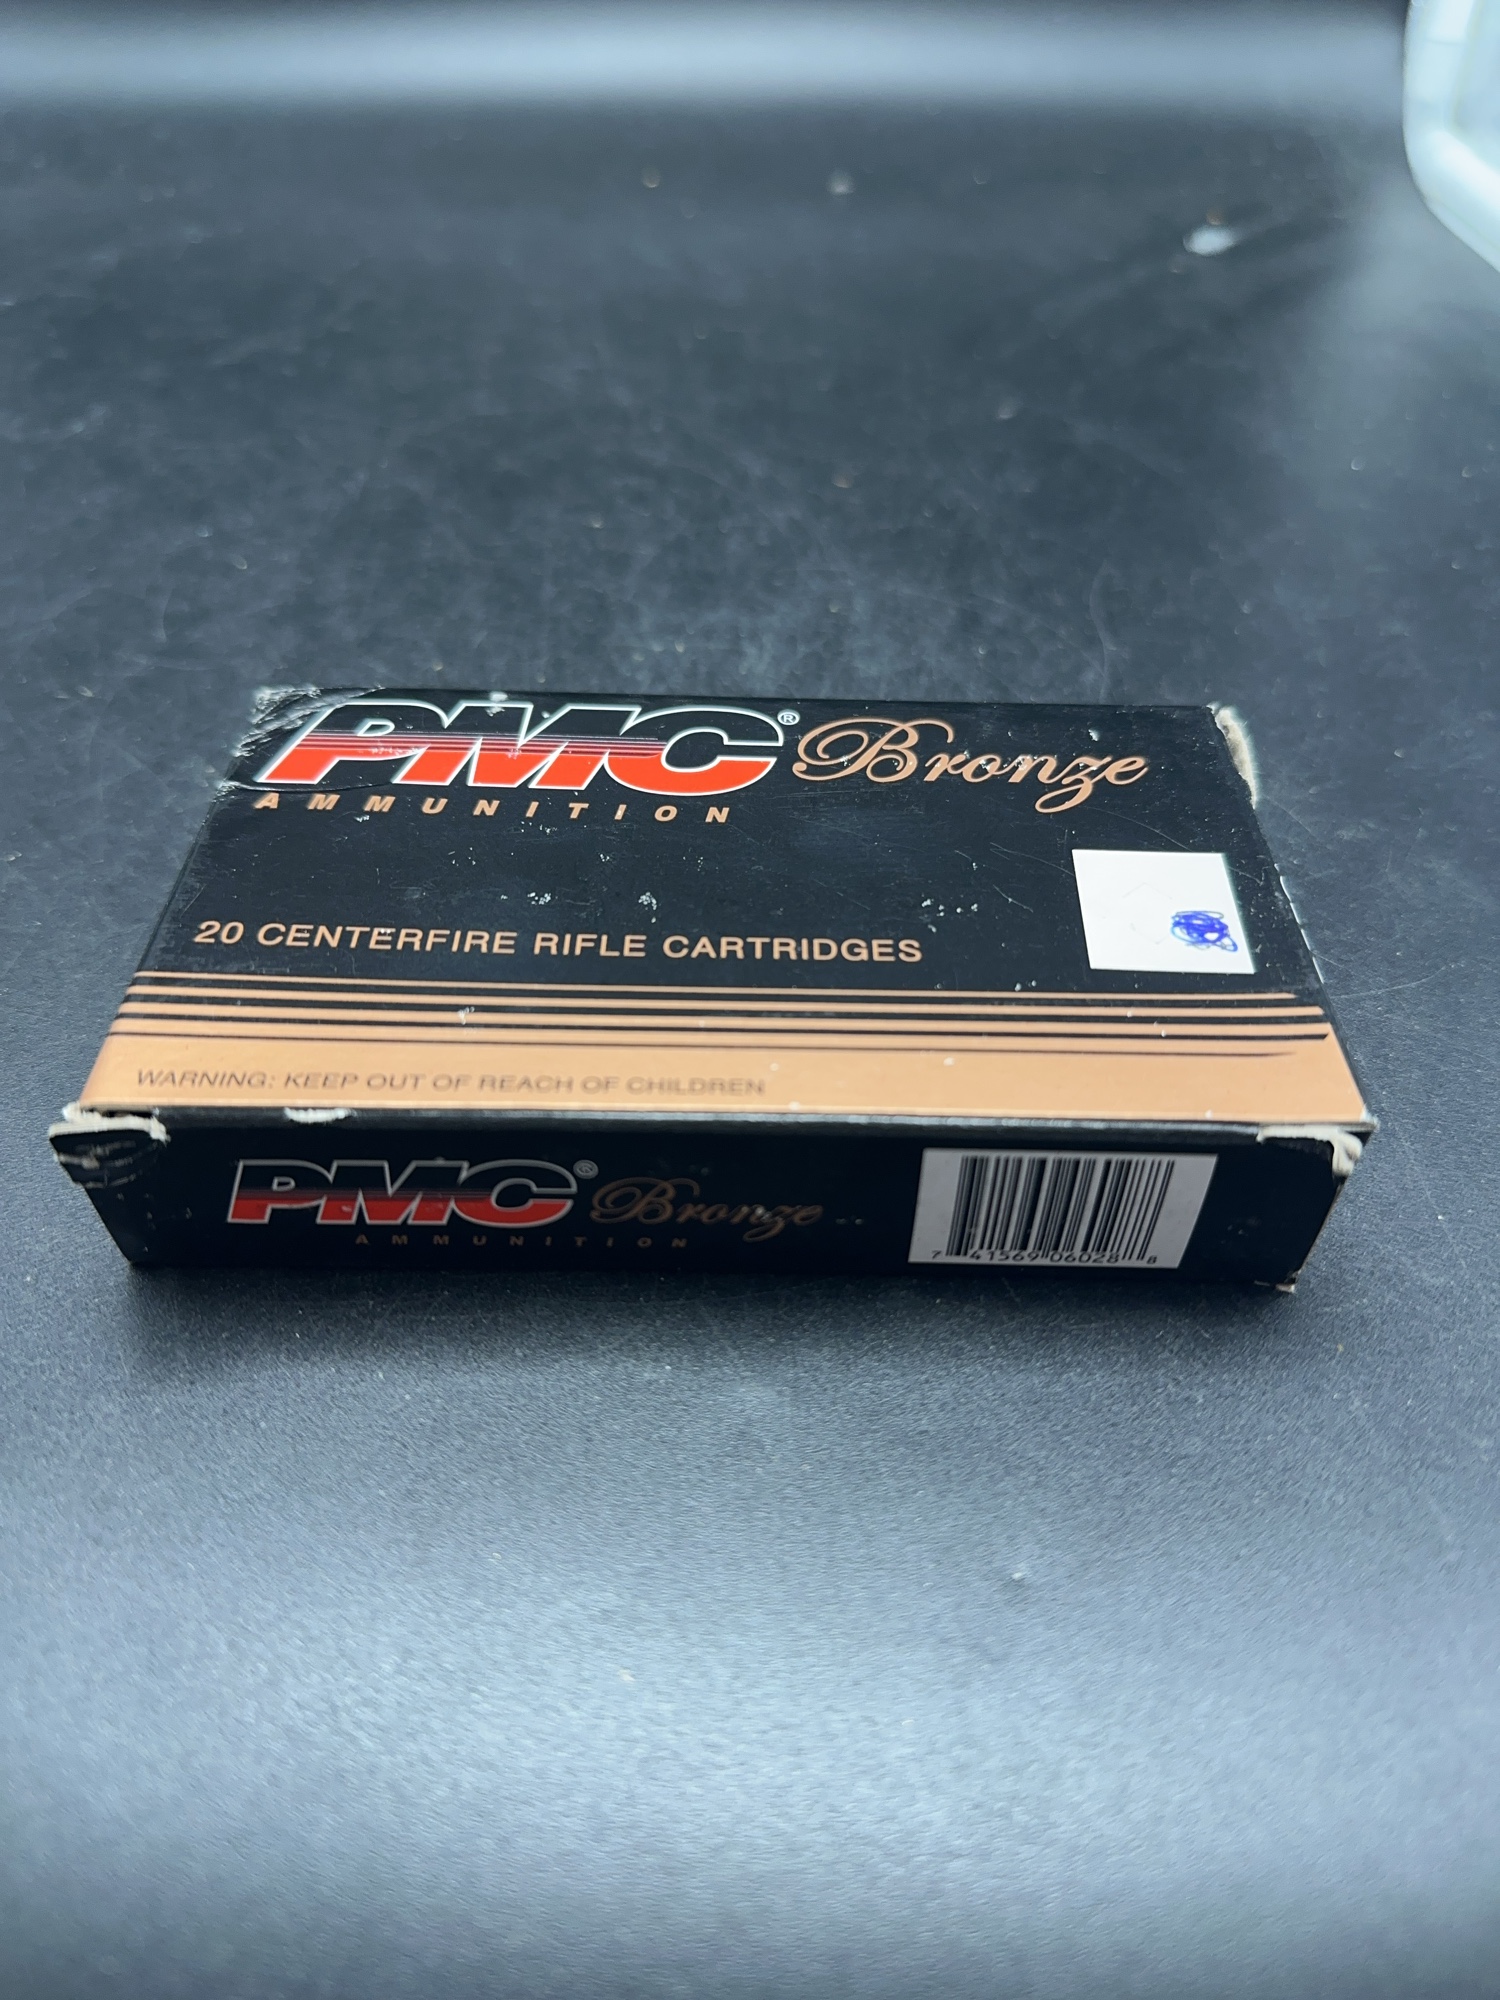 PMC® Bronze
AMMUNITION
20 CENTERFIRE RIFLE CARTRIDGES
WARNING: KEEP OUT OF REACH OF CHILDREN
PMC® Bronze
AMMUNITION
7 41569 06028 8